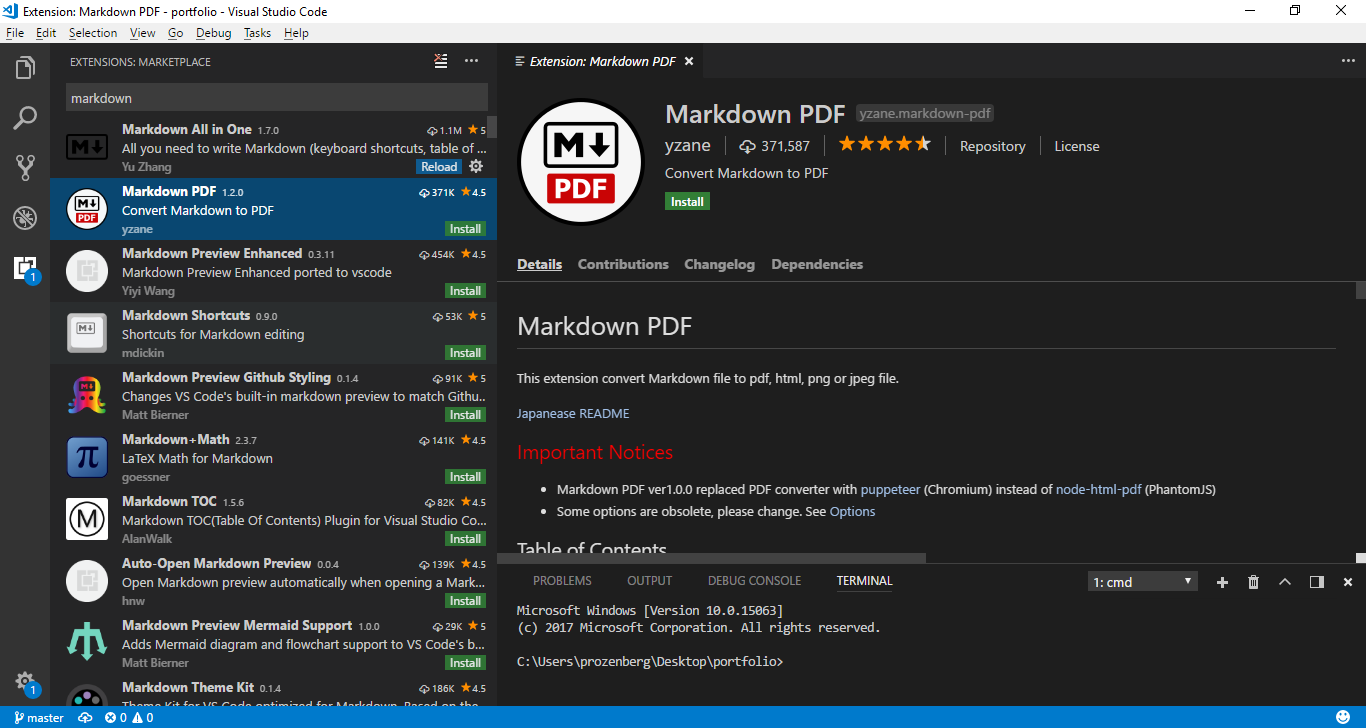 Extension: Markdown PDF - portfolio - Visual Studio Code
File Edit Selection View Go Debug Tasks Help
EXTENSIONS: MARKETPLACE
markdown
Markdown All in One 1.7.0 1.1M 5
All you need to write Markdown (keyboard shortcuts, table of ...
Yu Zhang Reload
Markdown PDF 1.2.0 371K 4.5
Convert Markdown to PDF
yzane Install
Markdown Preview Enhanced 0.3.11 454K 4.5
Markdown Preview Enhanced ported to vscode
Yiyi Wang Install
Markdown Shortcuts 0.9.0 53K 5
Shortcuts for Markdown editing
mdickin Install
Markdown Preview Github Styling 0.1.4 91K 5
Changes VS Code's built-in markdown preview to match Githu...
Matt Bierner Install
Markdown+Math 2.3.7 141K 4.5
LaTeX Math for Markdown
goessner Install
Markdown TOC 1.5.6 82K 4.5
Markdown TOC(Table Of Contents) Plugin for Visual Studio Co...
AlanWalk Install
Auto-Open Markdown Preview 0.0.4 139K 4.5
Open Markdown preview automatically when opening a Mark...
hnw Install
Markdown Preview Mermaid Support 1.0.0 29K 5
Adds Mermaid diagram and flowchart support to VS Code's b...
Matt Bierner Install
Markdown Theme Kit 0.1.4 186K 4.5
Theme Kit for VS Code optimized for Markdown. Based on the
Extension: Markdown PDF
M
PDF
Markdown PDF yzane.markdown-pdf
yzane 371,587 Repository License
Convert Markdown to PDF
Install
Details Contributions Changelog Dependencies
Markdown PDF
This extension convert Markdown file to pdf, html, png or jpeg file.
Japanease README
Important Notices
• Markdown PDF ver1.0.0 replaced PDF converter with puppeteer (Chromium) instead of node-html-pdf (PhantomJS)
• Some options are obsolete, please change. See Options
Table of Contents
PROBLEMS OUTPUT DEBUG CONSOLE TERMINAL 1: cmd
Microsoft Windows [Version 10.0.15063]
(c) 2017 Microsoft Corporation. All rights reserved.
C:\Users\prozenberg\Desktop\portfolio>
1
1
master 0 0